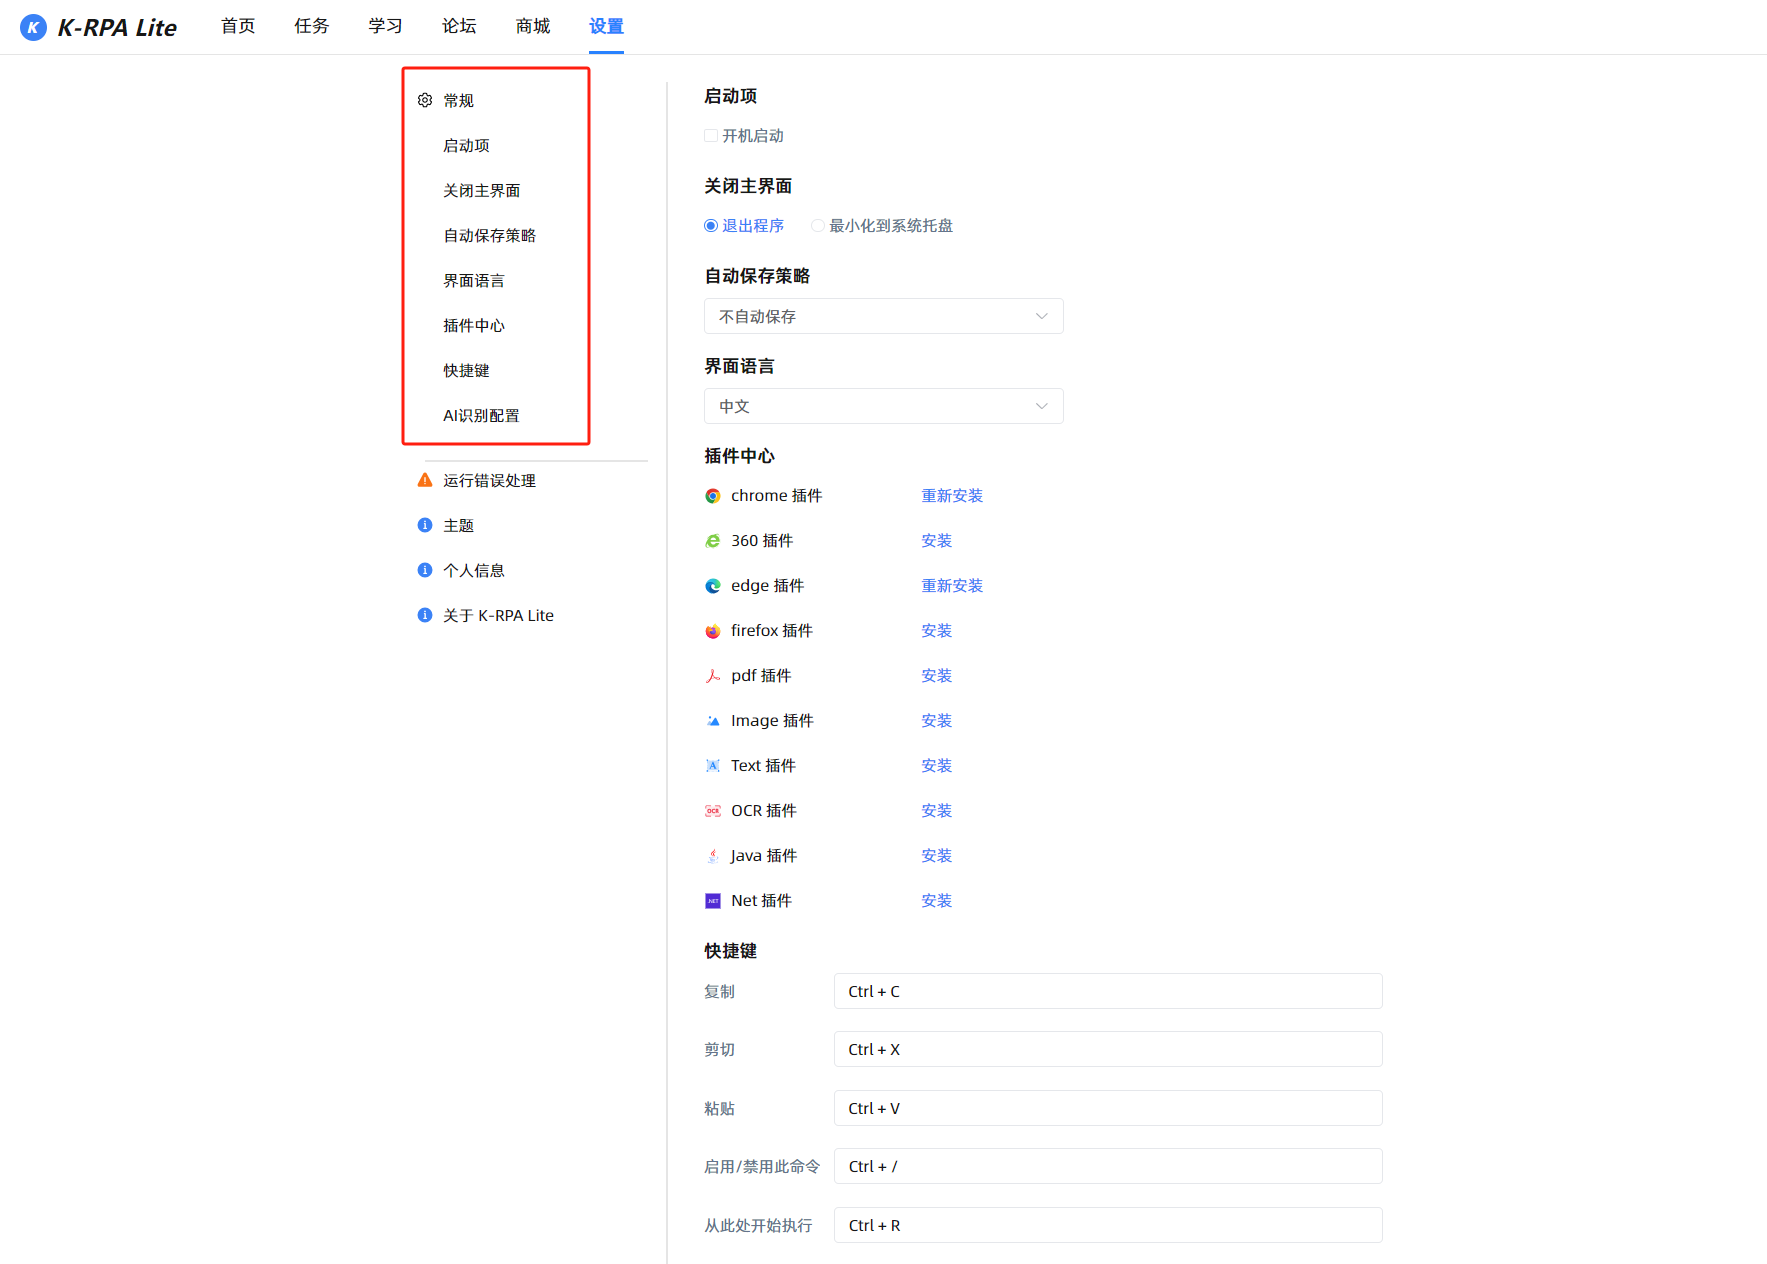 K K-RPA Lite 首页 任务 学习 论坛 商城 设置
常规
启动项
关闭主界面
自动保存策略
界面语言
插件中心
快捷键
AI识别配置
运行错误处理
主题
个人信息
关于 K-RPA Lite
启动项
开机启动
关闭主界面
退出程序 最小化到系统托盘
自动保存策略
不自动保存
界面语言
中文
插件中心
chrome 插件 重新安装
360 插件 安装
edge 插件 重新安装
firefox 插件 安装
pdf 插件 安装
Image 插件 安装
Text 插件 安装
OCR OCR 插件 安装
Java 插件 安装
.NET Net 插件 安装
快捷键
复制 Ctrl + C
剪切 Ctrl + X
粘贴 Ctrl + V
启用/禁用此命令 Ctrl + /
从此处开始执行 Ctrl + R